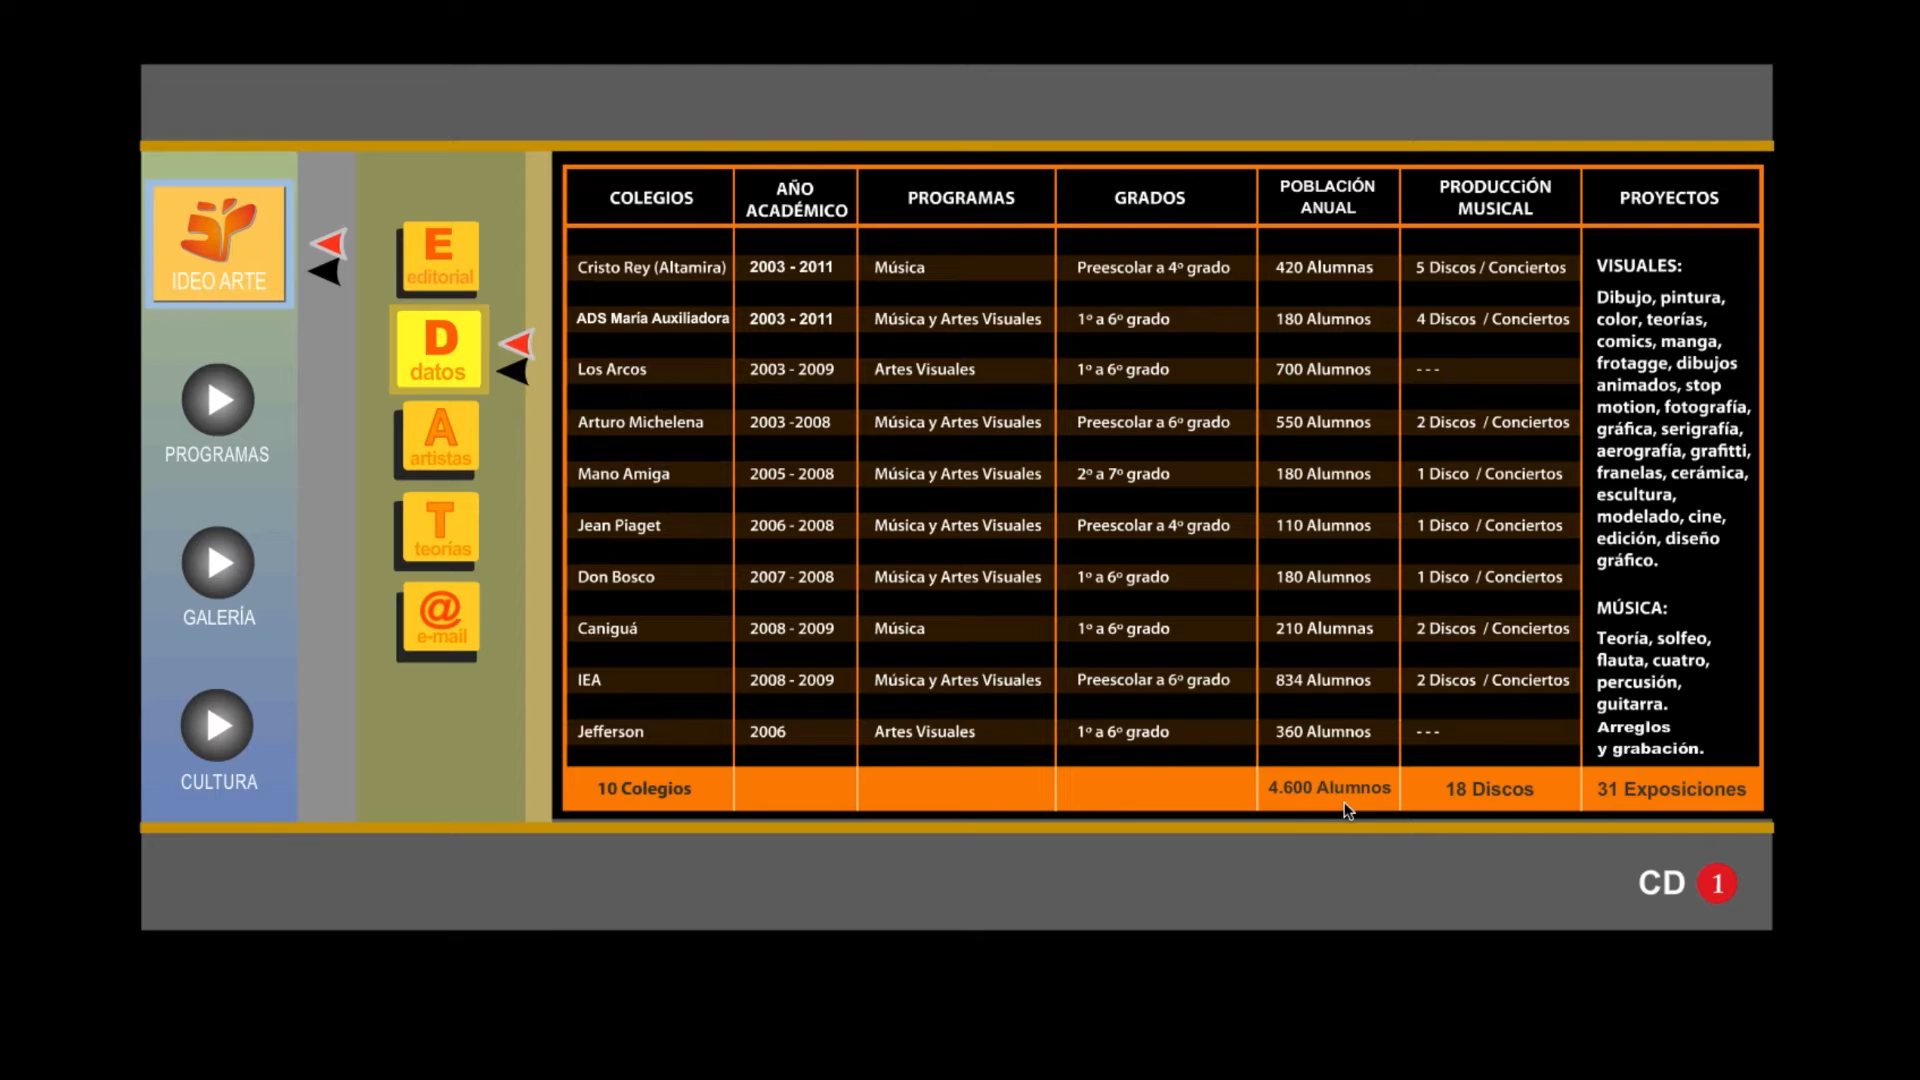 IDEO ARTE
PROGRAMAS
GALERÍA
CULTURA
E
editorial
D
datos
A
artistas
T
teorías
@
e-mail
COLEGIOS AÑO ACADÉMICO PROGRAMAS GRADOS POBLACIÓN ANUAL PRODUCCiÓN MUSICAL PROYECTOS
Cristo Rey (Altamira) 2003 - 2011 Música Preescolar a 4º grado 420 Alumnas 5 Discos / Conciertos
ADS María Auxiliadora 2003 - 2011 Música y Artes Visuales 1º a 6º grado 180 Alumnos 4 Discos / Conciertos
Los Arcos 2003 - 2009 Artes Visuales 1º a 6º grado 700 Alumnos - - -
Arturo Michelena 2003 -2008 Música y Artes Visuales Preescolar a 6º grado 550 Alumnos 2 Discos / Conciertos
Mano Amiga 2005 - 2008 Música y Artes Visuales 2º a 7º grado 180 Alumnos 1 Disco / Conciertos
Jean Piaget 2006 - 2008 Música y Artes Visuales Preescolar a 4º grado 110 Alumnos 1 Disco / Conciertos
Don Bosco 2007 - 2008 Música y Artes Visuales 1º a 6º grado 180 Alumnos 1 Disco / Conciertos
Caniguá 2008 - 2009 Música 1º a 6º grado 210 Alumnas 2 Discos / Conciertos
IEA 2008 - 2009 Música y Artes Visuales Preescolar a 6º grado 834 Alumnos 2 Discos / Conciertos
Jefferson 2006 Artes Visuales 1º a 6º grado 360 Alumnos - - -
VISUALES:
Dibujo, pintura,
color, teorías,
comics, manga,
frotagge, dibujos
animados, stop
motion, fotografía,
gráfica, serigrafía,
aerografía, grafitti,
franelas, cerámica,
escultura,
modelado, cine,
edición, diseño
gráfico.
MÚSICA:
Teoría, solfeo,
flauta, cuatro,
percusión,
guitarra.
Arreglos
y grabación.
10 Colegios 4.600 Alumnos 18 Discos 31 Exposiciones
CD 1